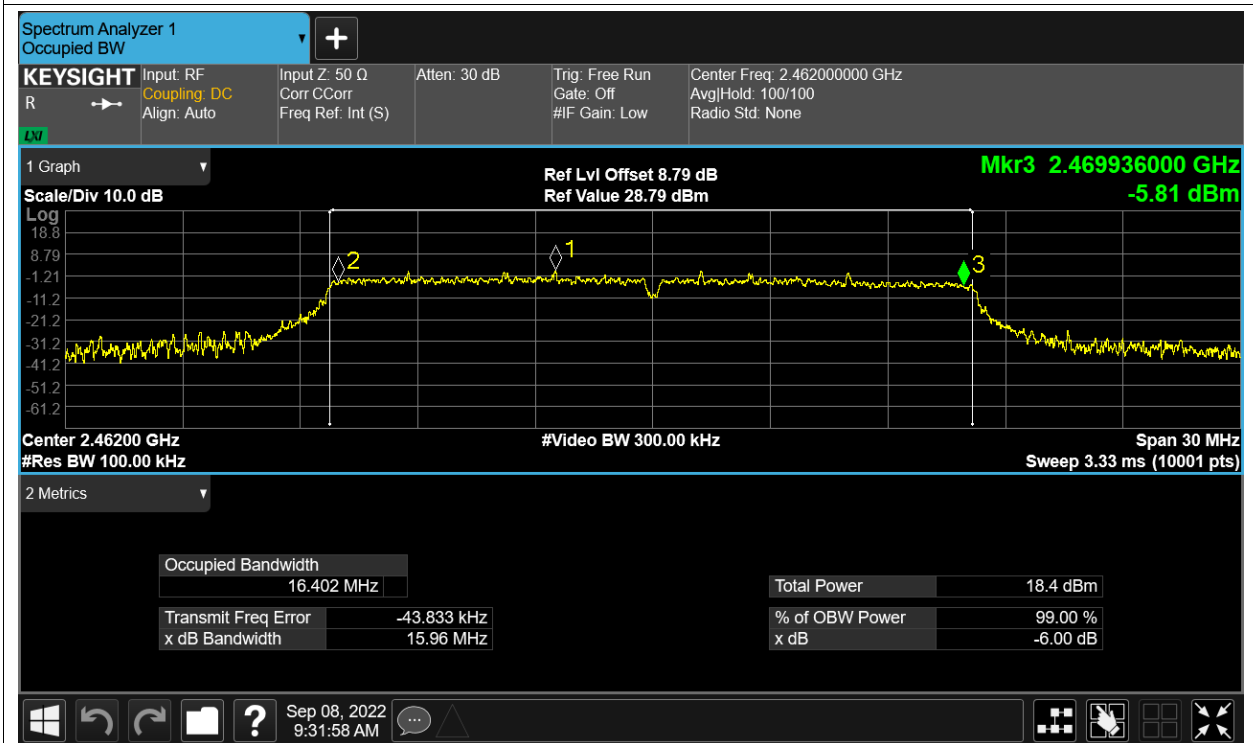 Spectrum Analyzer 1
Occupied BW
KEYSIGHT
R
LXI
Input: RF
Coupling: DC
Align: Auto
Input Z: 50 Ω
Corr CCorr
Freq Ref: Int (S)
Atten: 30 dB
Trig: Free Run
Gate: Off
#IF Gain: Low
Center Freq: 2.462000000 GHz
Avg|Hold: 100/100
Radio Std: None
1 Graph
Scale/Div 10.0 dB
Ref Lvl Offset 8.79 dB
Ref Value 28.79 dBm
Mkr3 2.469936000 GHz
-5.81 dBm
Log
18.8
8.79
-1.21
-11.2
-21.2
-31.2
-41.2
-51.2
-61.2
2
1
3
Center 2.46200 GHz
#Res BW 100.00 kHz
#Video BW 300.00 kHz
Span 30 MHz
Sweep 3.33 ms (10001 pts)
2 Metrics
Occupied Bandwidth
16.402 MHz
Transmit Freq Error -43.833 kHz
x dB Bandwidth 15.96 MHz
Total Power 18.4 dBm
% of OBW Power 99.00 %
x dB -6.00 dB
?
Sep 08, 2022
9:31:58 AM